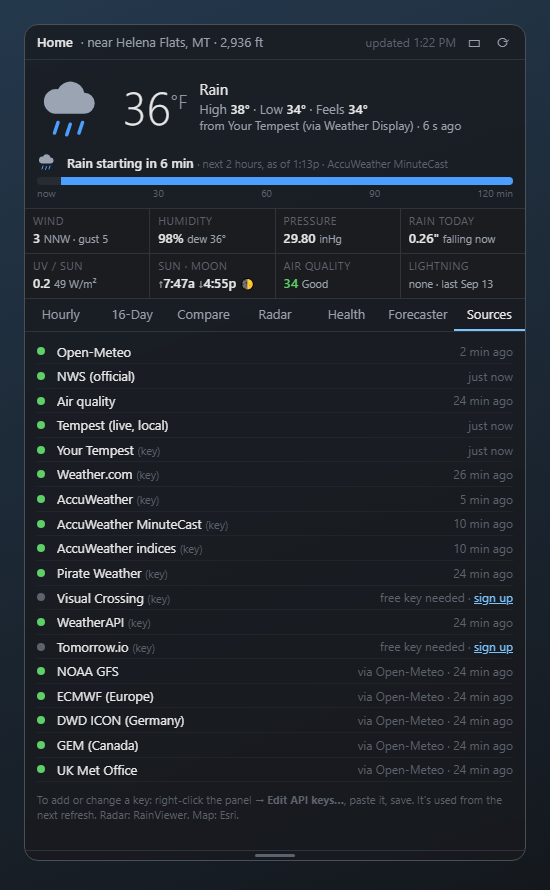 Home · near Helena Flats, MT · 2,936 ft updated 1:22 PM
36°F
Rain
High 38° · Low 34° · Feels 34°
from Your Tempest (via Weather Display) · 6 s ago
Rain starting in 6 min · next 2 hours, as of 1:13p · AccuWeather MinuteCast
now 30 60 90 120 min
WIND HUMIDITY PRESSURE RAIN TODAY
3 NNW · gust 5 98% dew 36° 29.80 inHg 0.26" falling now
UV / SUN SUN · MOON AIR QUALITY LIGHTNING
0.2 49 W/m² ↑7:47a ↓4:55p 34 Good none · last Sep 13
Hourly 16-Day Compare Radar Health Forecaster Sources
Open-Meteo 2 min ago
NWS (official) just now
Air quality 24 min ago
Tempest (live, local) just now
Your Tempest (key) just now
Weather.com (key) 26 min ago
AccuWeather (key) 5 min ago
AccuWeather MinuteCast (key) 10 min ago
AccuWeather indices (key) 10 min ago
Pirate Weather (key) 24 min ago
Visual Crossing (key) free key needed · sign up
WeatherAPI (key) 24 min ago
Tomorrow.io (key) free key needed · sign up
NOAA GFS via Open-Meteo · 24 min ago
ECMWF (Europe) via Open-Meteo · 24 min ago
DWD ICON (Germany) via Open-Meteo · 24 min ago
GEM (Canada) via Open-Meteo · 24 min ago
UK Met Office via Open-Meteo · 24 min ago
To add or change a key: right-click the panel → Edit API keys..., paste it, save. It's used from the
next refresh. Radar: RainViewer. Map: Esri.